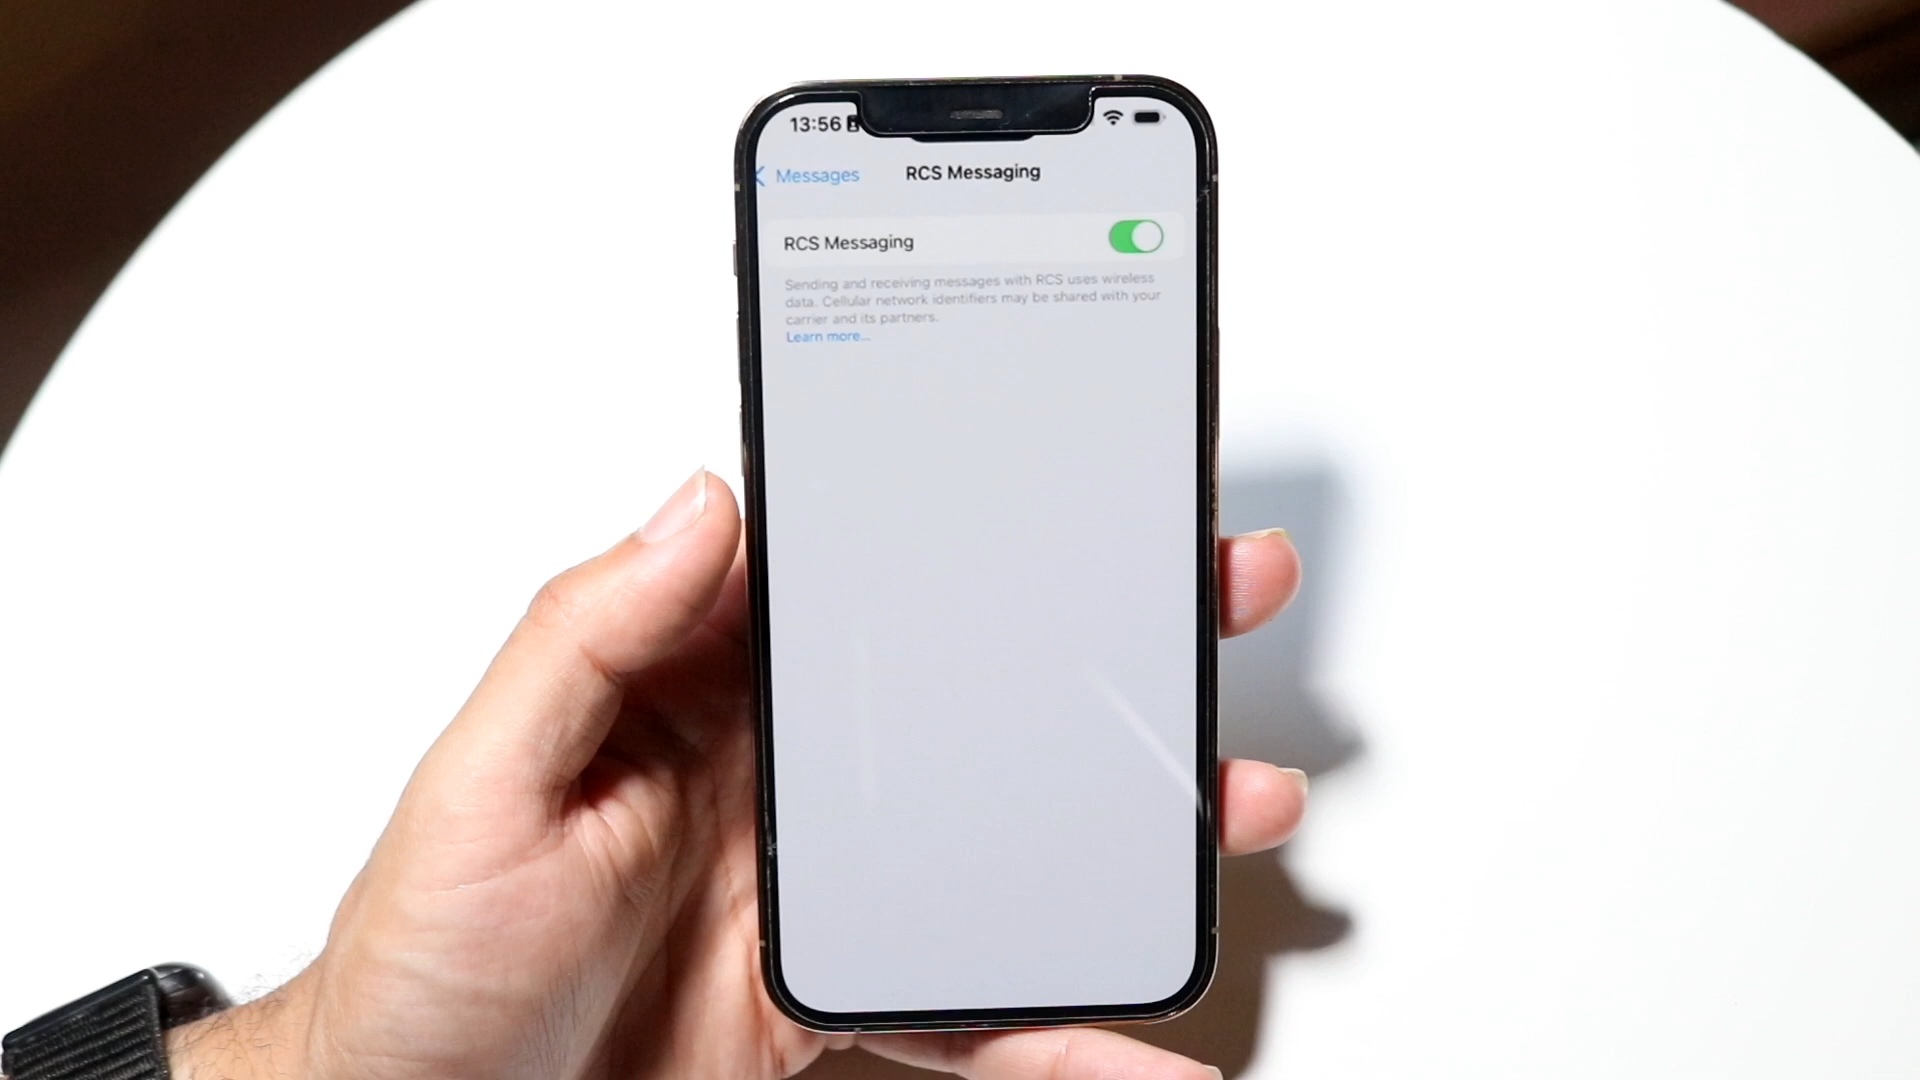 13:56
Messages
RCS Messaging
RCS Messaging
Sending and receiving messages with RCS uses wireless
data. Cellular network identifiers may be shared with your
carrier and its partners.
Learn more...